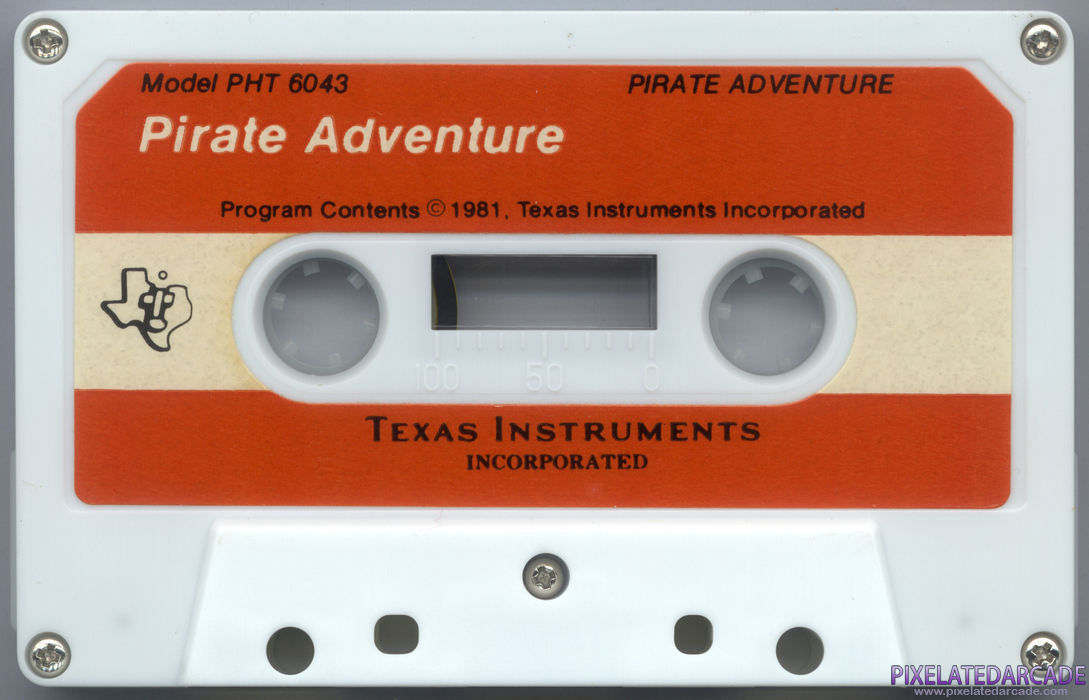 Model PHT 6043 PIRATE ADVENTURE
Pirate Adventure
Program Contents © 1981, Texas Instruments Incorporated
100 50 0
TEXAS INSTRUMENTS
INCORPORATED
PIXELATEDARCADE
www.pixelatedarcade.com